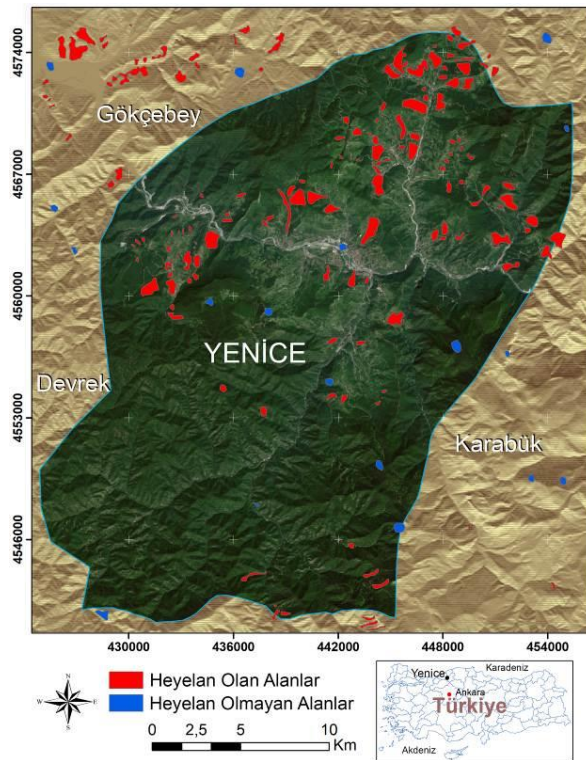 4574000
4567000
4560000
4553000
4546000
Gökçebey
YENİCE
Devrek
Karabük
430000
436000
442000
448000
454000
N
W
E
S
Heyelan Olan Alanlar
Heyelan Olmayan Alanlar
0
2,5
5
10
Km
Yenice
Karadeniz
Ankara
Türkiye
Akdeniz